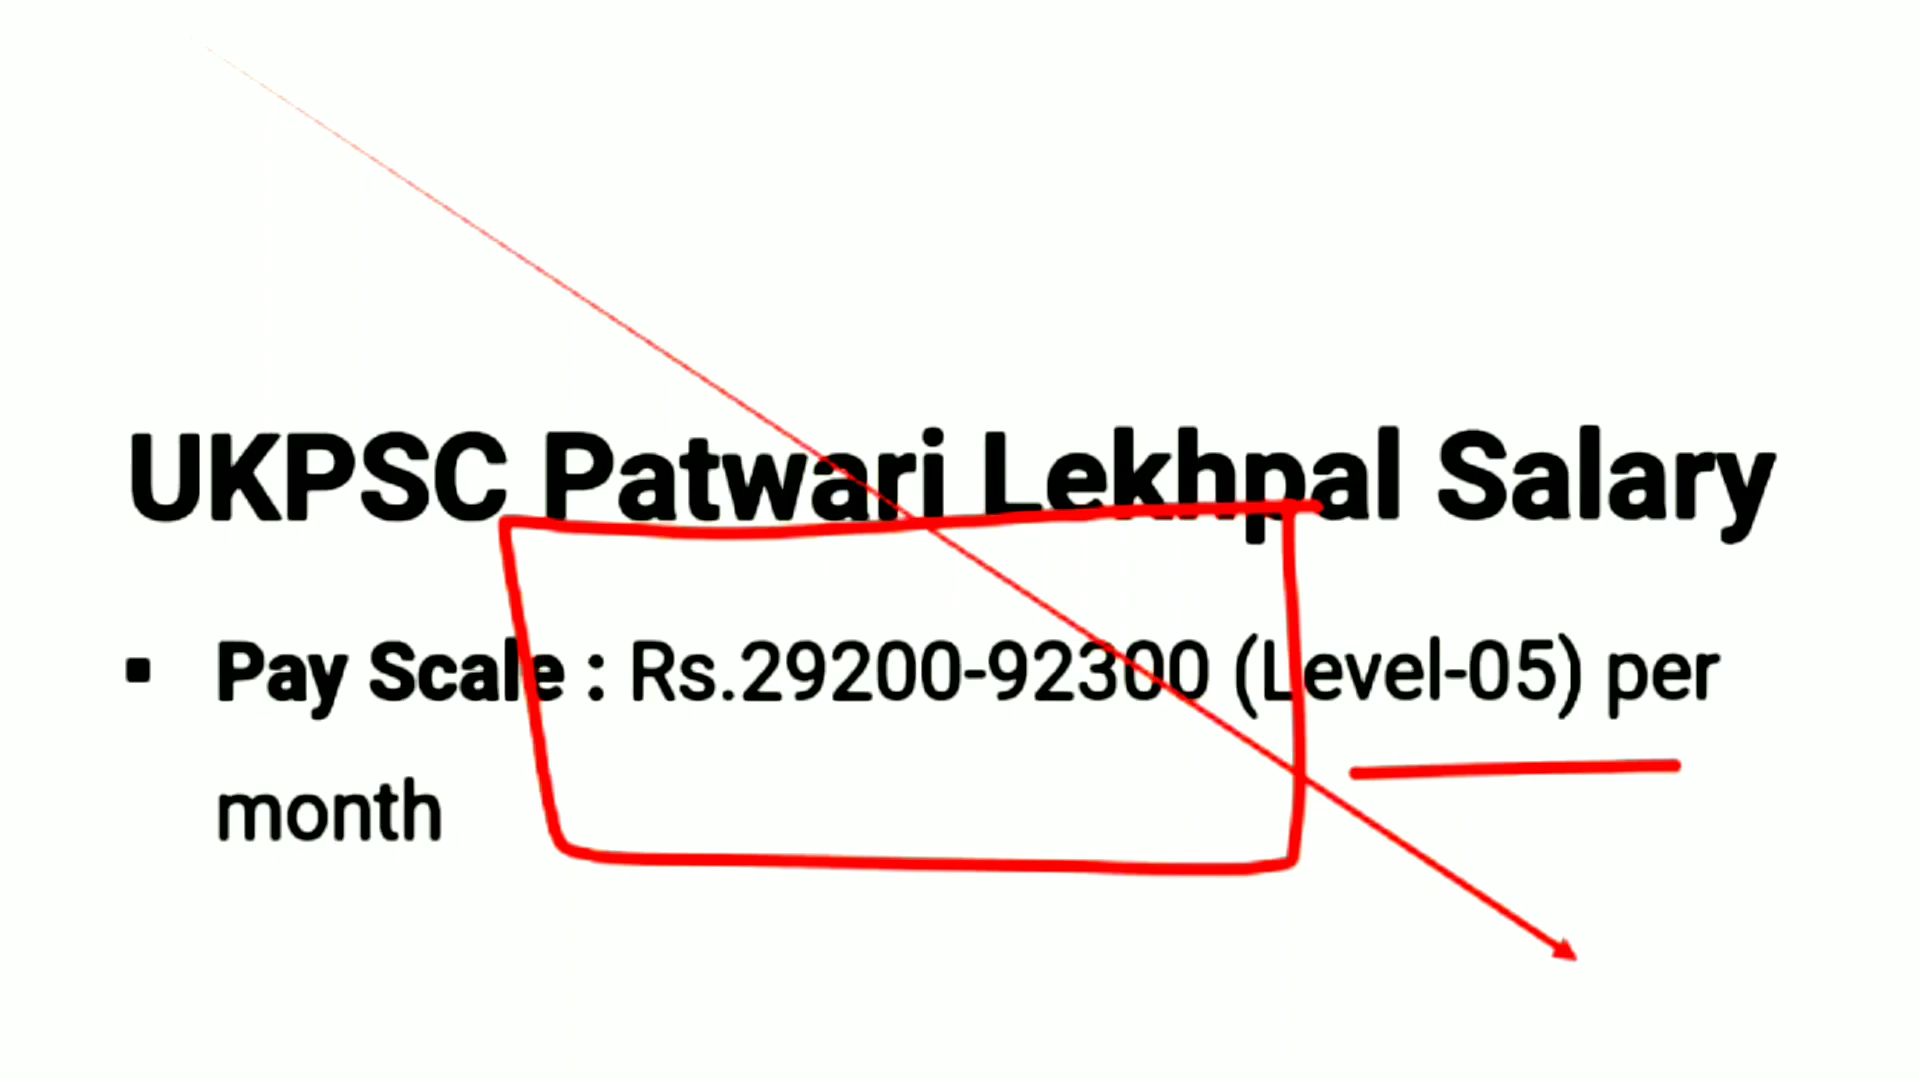 UKPSC Patwari Lekhpal Salary
▪ Pay Scale : Rs.29200-92300 (Level-05) per
month